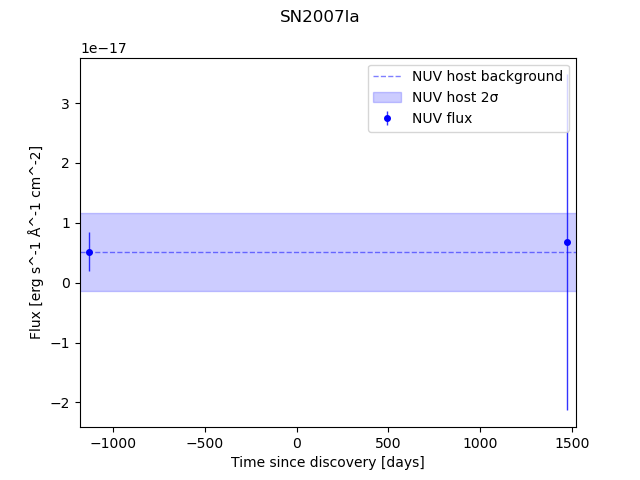 SN2007la
1e−17
NUV host background
NUV host 2σ
NUV flux
3
2
1
0
−1
−2
Flux [erg s^-1 Å^-1 cm^-2]
−1000
−500
0
500
1000
1500
Time since discovery [days]